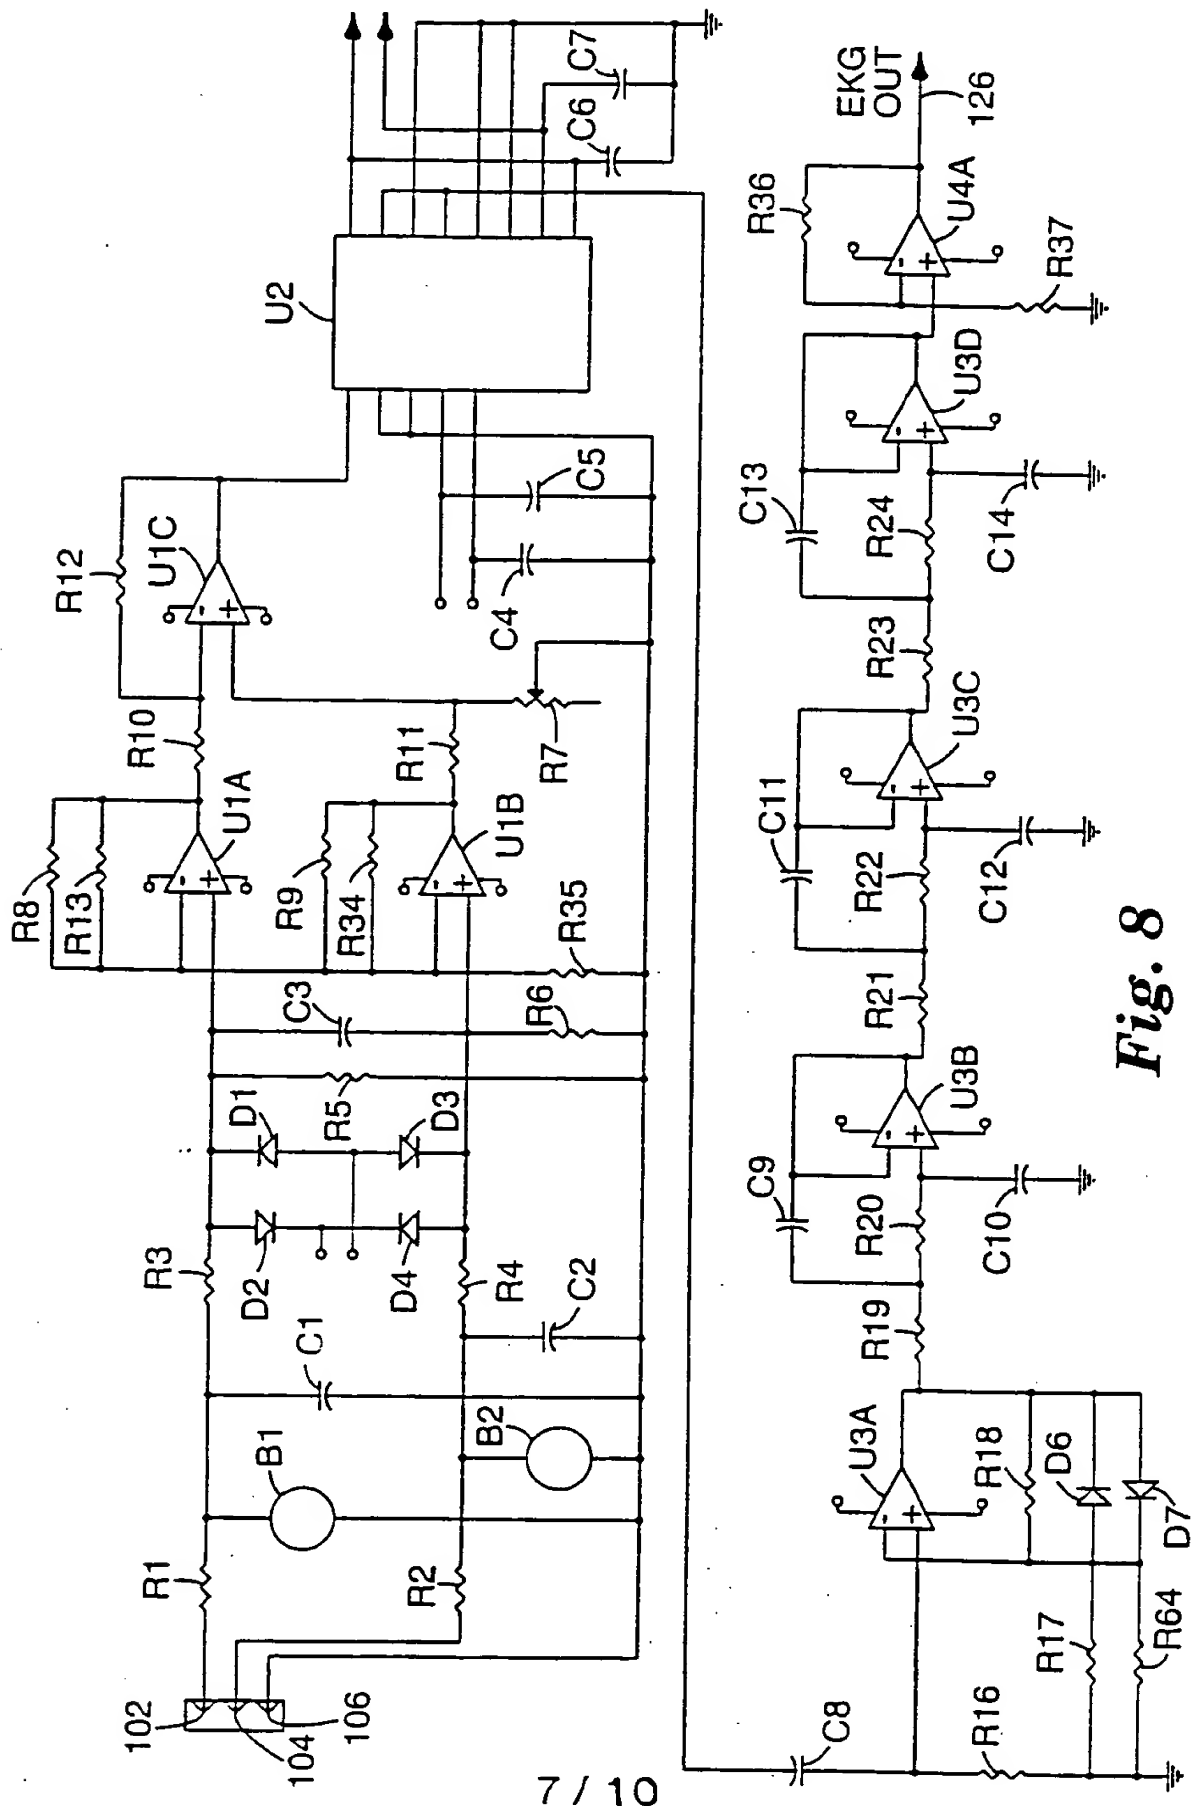 102
104
106
R1
B1
R2
C1
B2
R3
D2
D1
D4
D3
R4
C2
R5
C3
R6
R8
R13
U1A
R9
R34
U1B
R35
R10
R11
R7
R12
U1C
-
+
-
+
-
+
C4
C5
U2
C6
C7
C8
R16
R17
R64
U3A
-
+
R18
D6
D7
R19
C9
R20
C10
U3B
-
+
R21
C11
R22
C12
U3C
-
+
R23
C13
R24
C14
U3D
-
+
R36
U4A
-
+
R37
EKG
OUT
126
Fig. 8
7/10